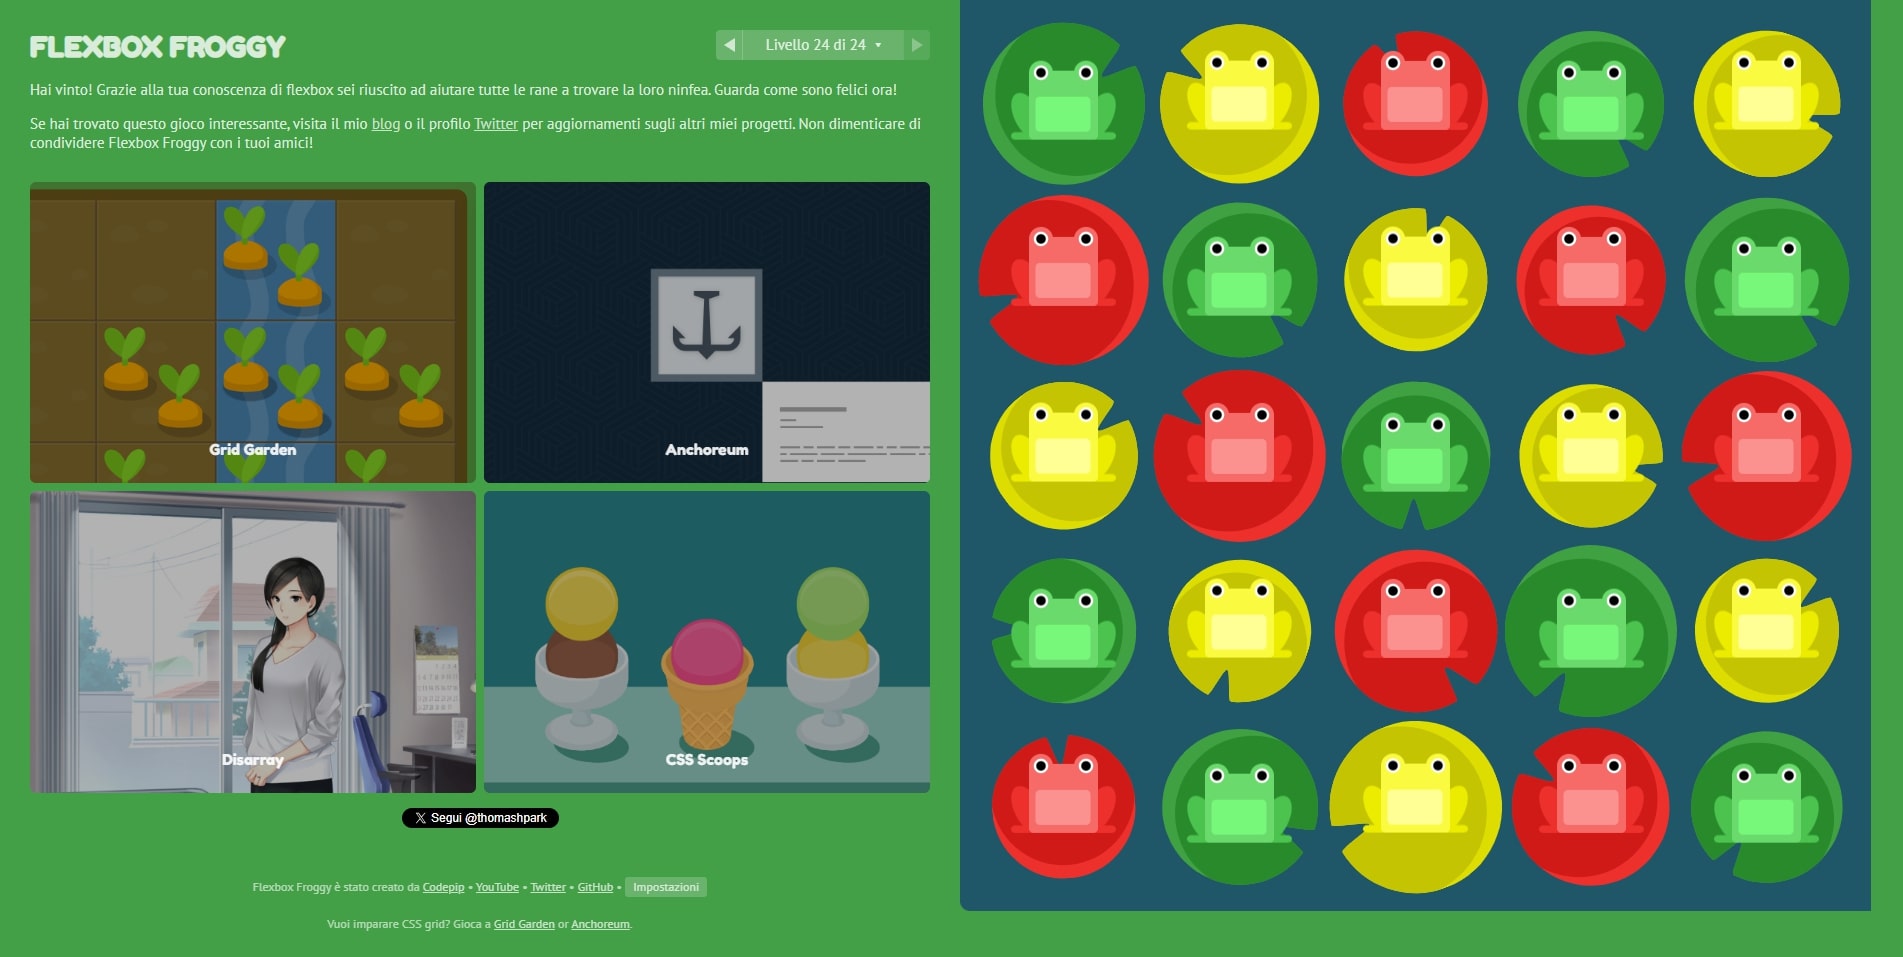 FLEXBOX FROGGY
Livello 24 di 24
Hai vinto! Grazie alla tua conoscenza di flexbox sei riuscito ad aiutare tutte le rane a trovare la loro ninfea. Guarda come sono felici ora!
Se hai trovato questo gioco interessante, visita il mio blog o il profilo Twitter per aggiornamenti sugli altri miei progetti. Non dimenticare di
condividere Flexbox Froggy con i tuoi amici!
Grid Garden
Anchoreum
Disarray
CSS Scoops
Segui @thomashpark
Flexbox Froggy è stato creato da Codepip • YouTube • Twitter • GitHub • Impostazioni
Vuoi imparare CSS grid? Gioca a Grid Garden or Anchoreum.